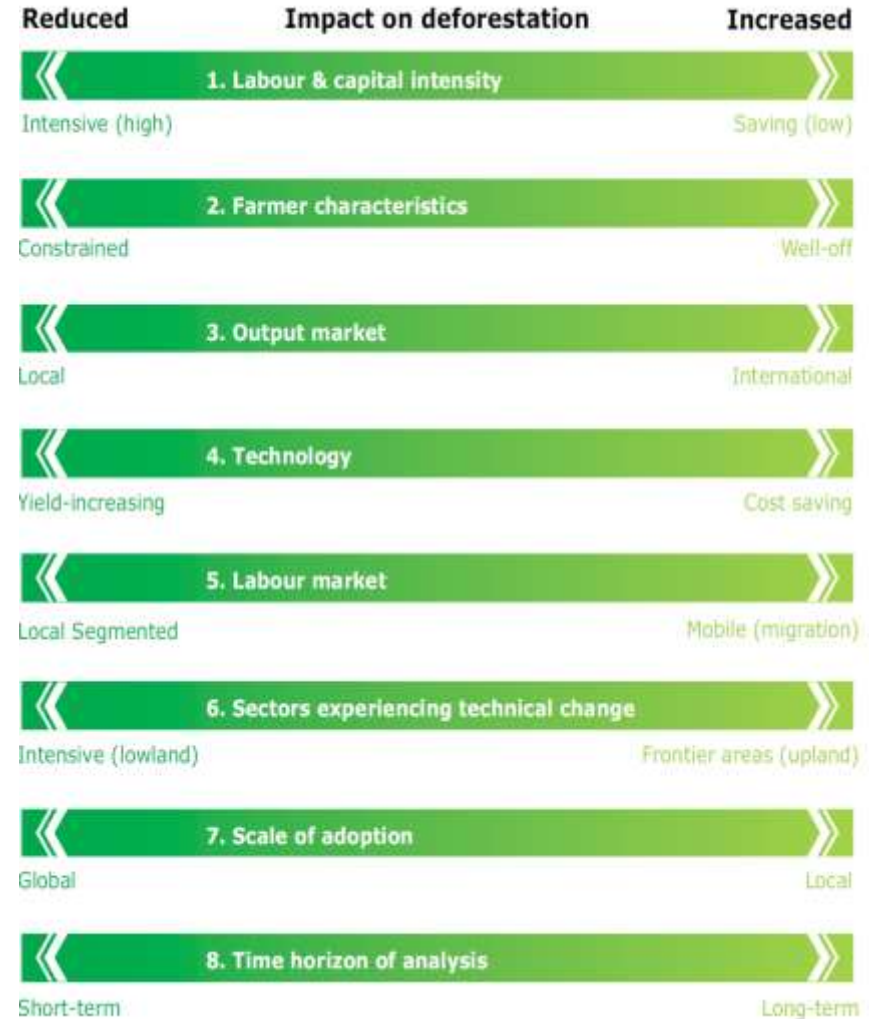 Reduced Impact on deforestation Increased
1. Labour & capital intensity
Intensive (high) Saving (low)
2. Farmer characteristics
Constrained Well-off
3. Output market
Local International
4. Technology
Yield-increasing Cost saving
5. Labour market
Local Segmented Mobile (migration)
6. Sectors experiencing technical change
Intensive (lowland) Frontier areas (upland)
7. Scale of adoption
Global Local
8. Time horizon of analysis
Short-term Long-term